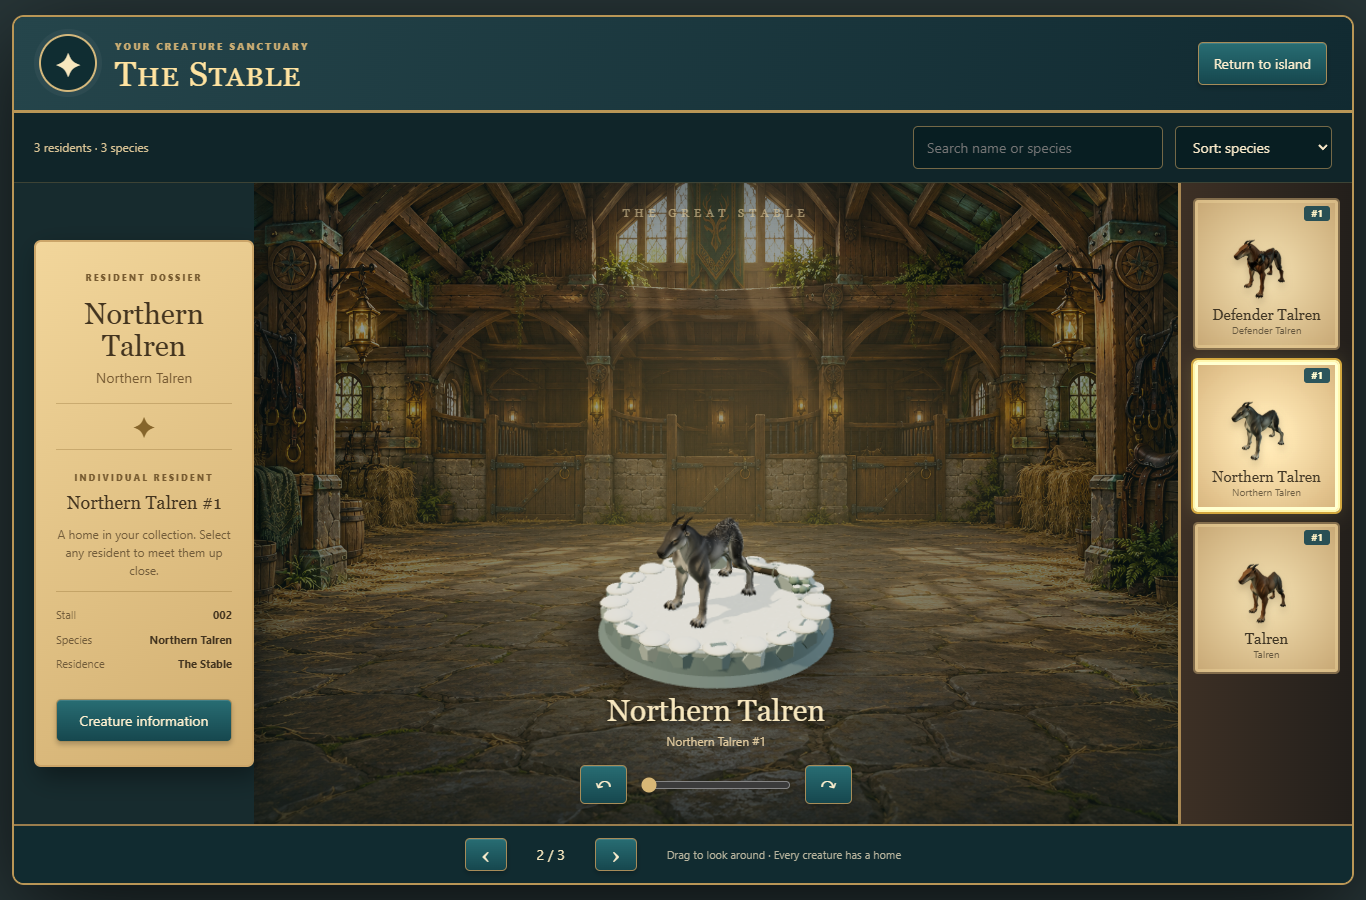 YOUR CREATURE SANCTUARY
THE STABLE
Return to island
3 residents · 3 species
Search name or species
Sort: species
RESIDENT DOSSIER
Northern
Talren
Northern Talren
INDIVIDUAL RESIDENT
Northern Talren #1
A home in your collection. Select
any resident to meet them up
close.
Stall 002
Species Northern Talren
Residence The Stable
Creature information
THE GREAT STABLE
Northern Talren
Northern Talren #1
#1
Defender Talren
Defender Talren
#1
Northern Talren
Northern Talren
#1
Talren
Talren
‹ 2 / 3 ›
Drag to look around · Every creature has a home